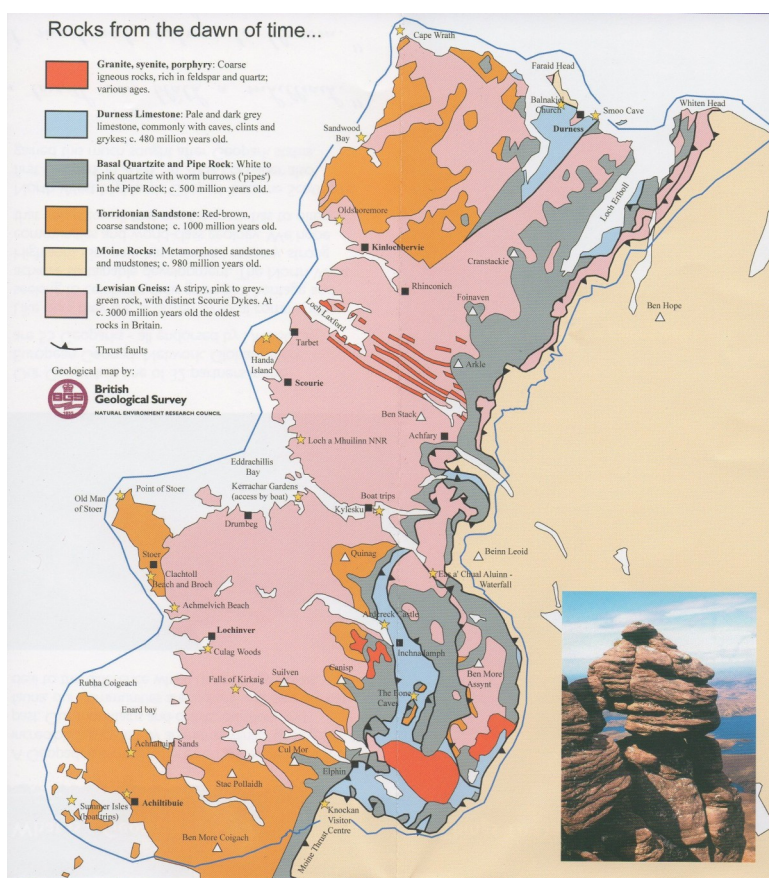 Rocks from the dawn of time...
Granite, syenite, porphyry: Coarse
igneous rocks, rich in feldspar and quartz;
various ages.
Durness Limestone: Pale and dark grey
limestone, commonly with caves, clints and
grykes; c. 480 million years old.
Basal Quartzite and Pipe Rock: White to
pink quartzite with worm burrows ('pipes')
in the Pipe Rock; c. 500 million years old.
Torridonian Sandstone: Red-brown,
coarse sandstone; c. 1000 million years old.
Moine Rocks: Metamorphosed sandstones
and mudstones; c. 980 million years old.
Lewisian Gneiss: A stripy, pink to grey-
green rock, with distinct Scourie Dykes. At
c. 3000 million years old the oldest
rocks in Britain.
Thrust faults
Geological map by:
BGS
British
Geological Survey
NATURAL ENVIRONMENT RESEARCH COUNCIL
Cape Wrath
Faraid Head
Balnakiel
Church
Smoo Cave
Durness
Whiten Head
Sandwood
Bay
Loch Eriboll
Oldshoremore
Kinlochbervie
Cranstackie
Rhinconich
Foinaven
Ben Hope
Loch Laxford
Tarbet
Handa
Island
Arkle
Scourie
Ben Stack
Achfary
Loch a Mhuilinn NNR
Eddrachillis
Bay
Kerrachar Gardens
(access by boat)
Point of Stoer
Old Man
of Stoer
Boat trips
Kylesku
Drumbeg
Stoer
Quinag
Beinn Leoid
Clachtoll
Beach and Broch
Eas a' Chual Aluinn -
Waterfall
Achmelvich Beach
Ardvreck Castle
Lochinver
Inchnadamph
Culag Woods
Ben More
Assynt
Canisp
Suilven
Falls of Kirkaig
Rubha Coigeach
The Bone
Caves
Enard bay
Achnahaird Sands
Cul Mor
Elphin
Stac Pollaidh
Summer Isles
(boat trips)
Achiltibuie
Knockan
Visitor
Centre
Ben More Coigach
Moine Thrust